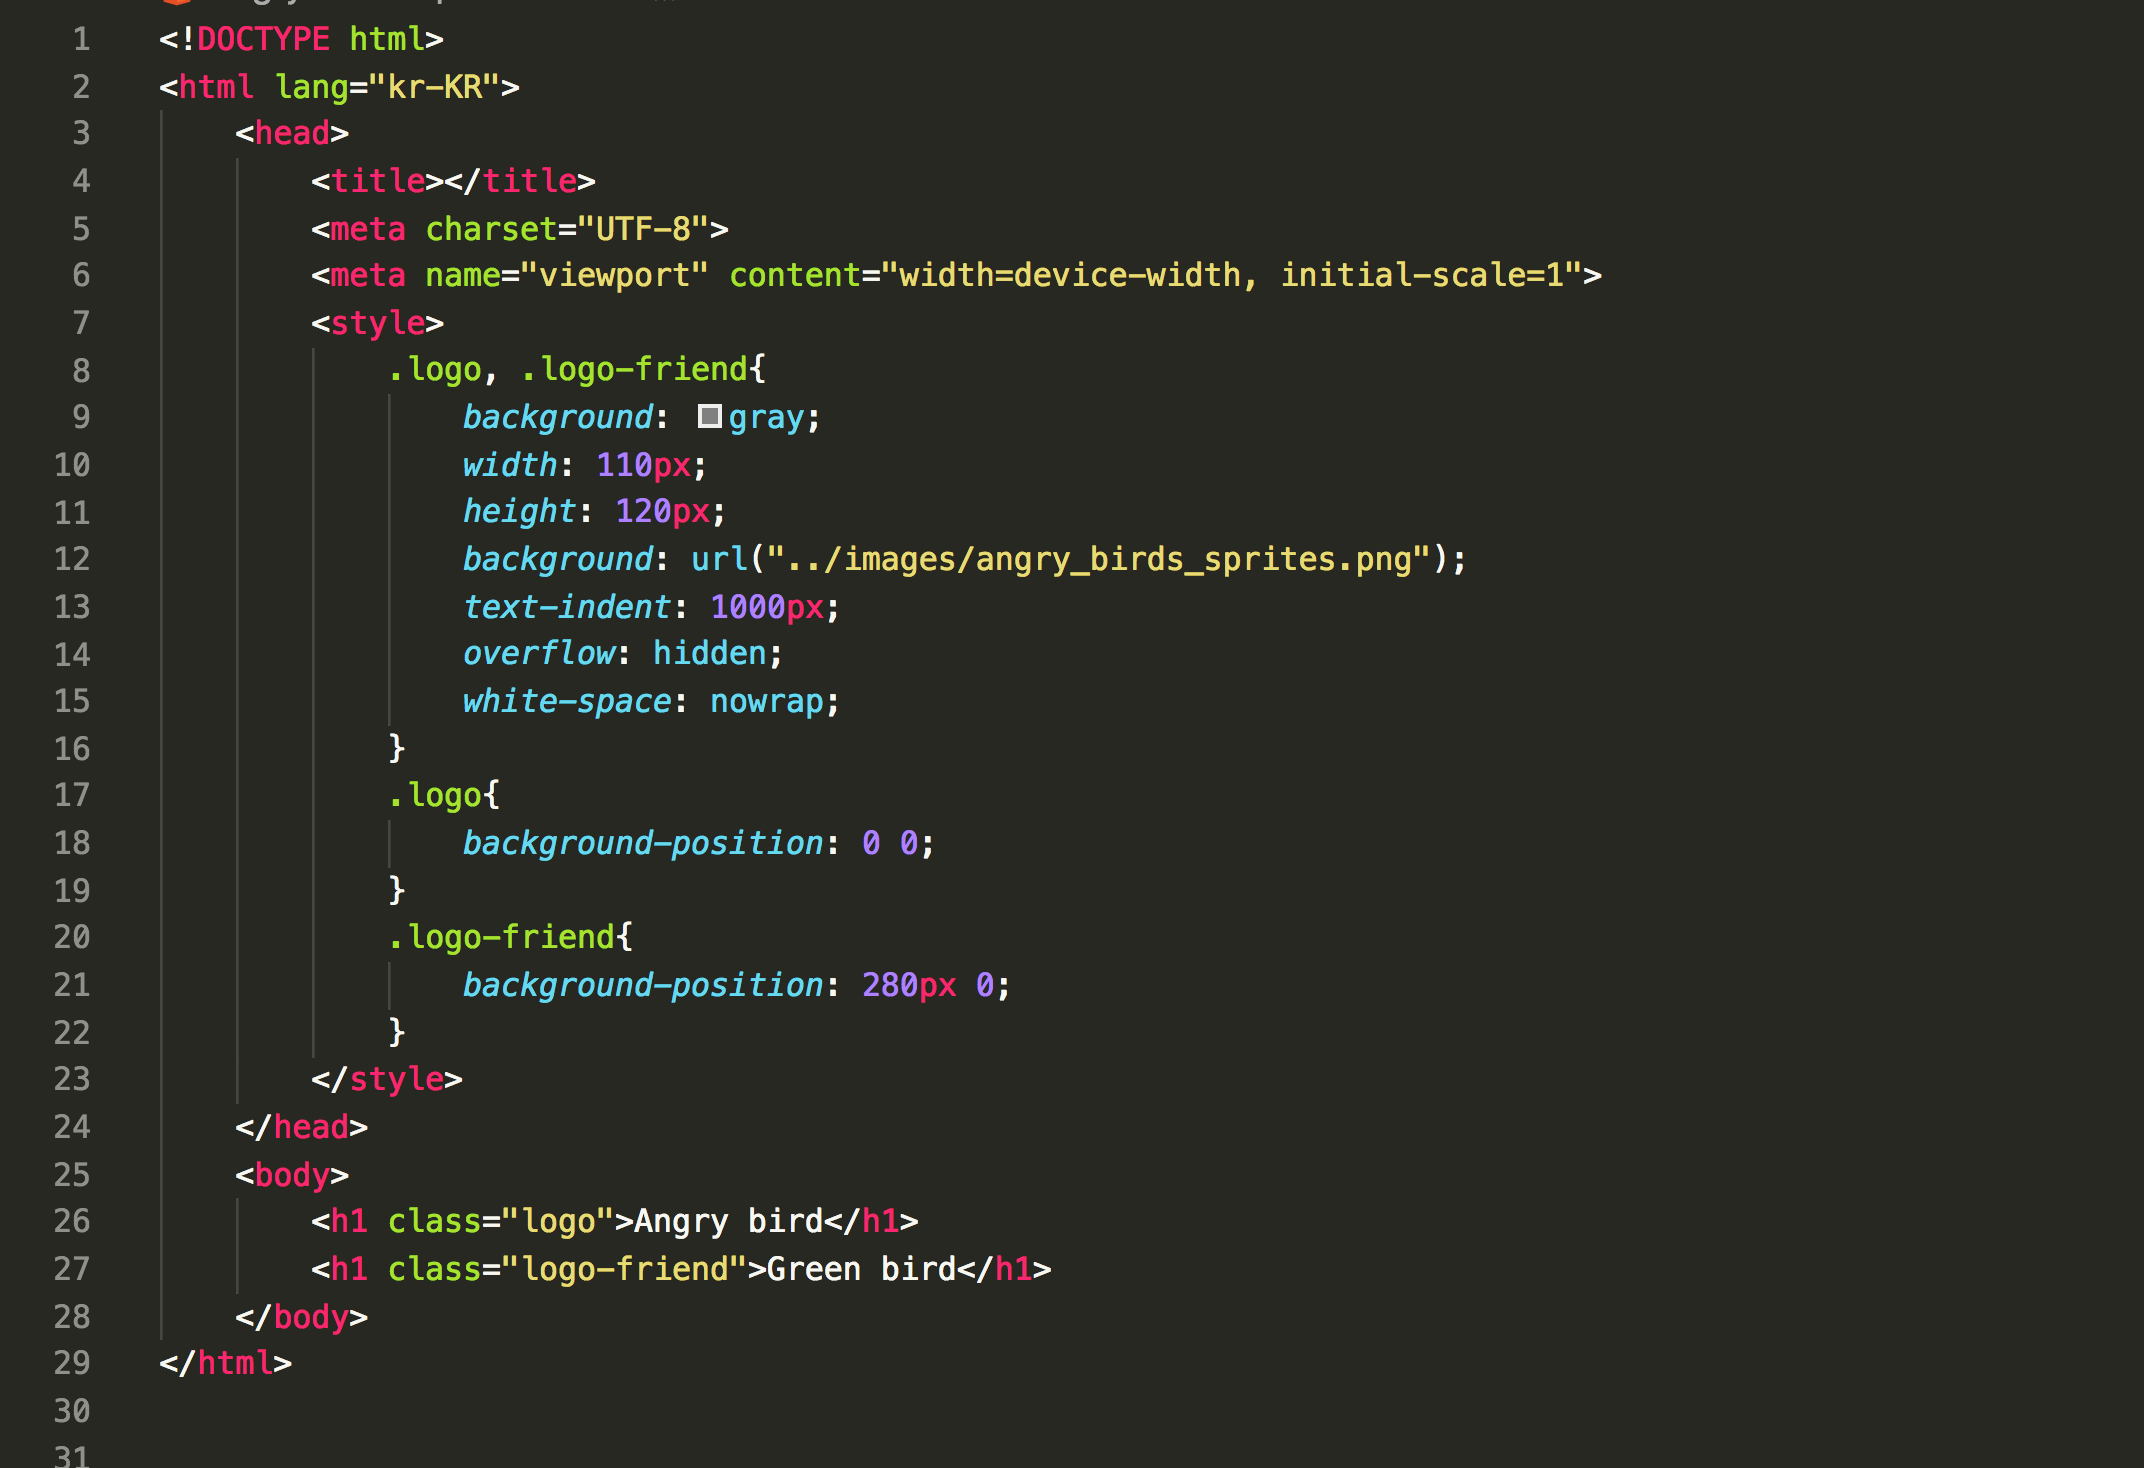 1 <!DOCTYPE html>
2 <html lang="kr-KR">
3 <head>
4 <title></title>
5 <meta charset="UTF-8">
6 <meta name="viewport" content="width=device-width, initial-scale=1">
7 <style>
8 .logo, .logo-friend{
9 background: gray;
10 width: 110px;
11 height: 120px;
12 background: url("../images/angry_birds_sprites.png");
13 text-indent: 1000px;
14 overflow: hidden;
15 white-space: nowrap;
16 }
17 .logo{
18 background-position: 0 0;
19 }
20 .logo-friend{
21 background-position: 280px 0;
22 }
23 </style>
24 </head>
25 <body>
26 <h1 class="logo">Angry bird</h1>
27 <h1 class="logo-friend">Green bird</h1>
28 </body>
29 </html>
30
31